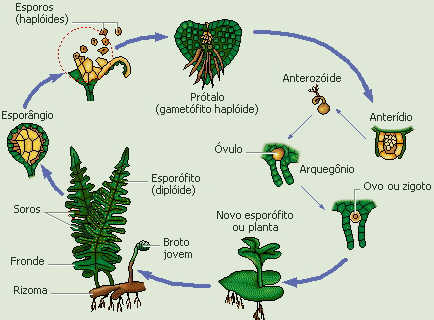 Esporos
(haplóides)
Prótalo
(gametófito haplóide)
Anterozóide
Anterídio
Esporângio
Óvulo
Arquegônio
Ovo ou zigoto
Esporófito
(diplóide)
Soros
Novo esporófito
ou planta
Broto
jovem
Fronde
Rizoma